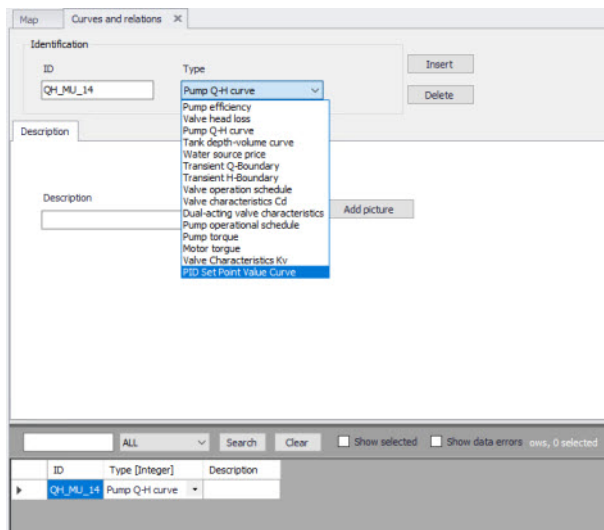 Map Curves and relations
Identification
ID Type Insert
QH_MU_14 Pump Q-H curve
Delete
Pump efficiency
Valve head loss
Description Pump Q-H curve
Tank depth-volume curve
Water source price
Transient Q-Boundary
Transient H-Boundary
Valve operation schedule
Description Valve characteristics Cd
Dual-acting valve characteristics Add picture
Pump operational schedule
Pump torque
Motor torgue
Valve Characteristics Kv
PID Set Point Value Curve
ALL Search Clear Show selected Show data errors ows, 0 selected
ID Type [Integer] Description
QH_MU_14 Pump Q-H curve